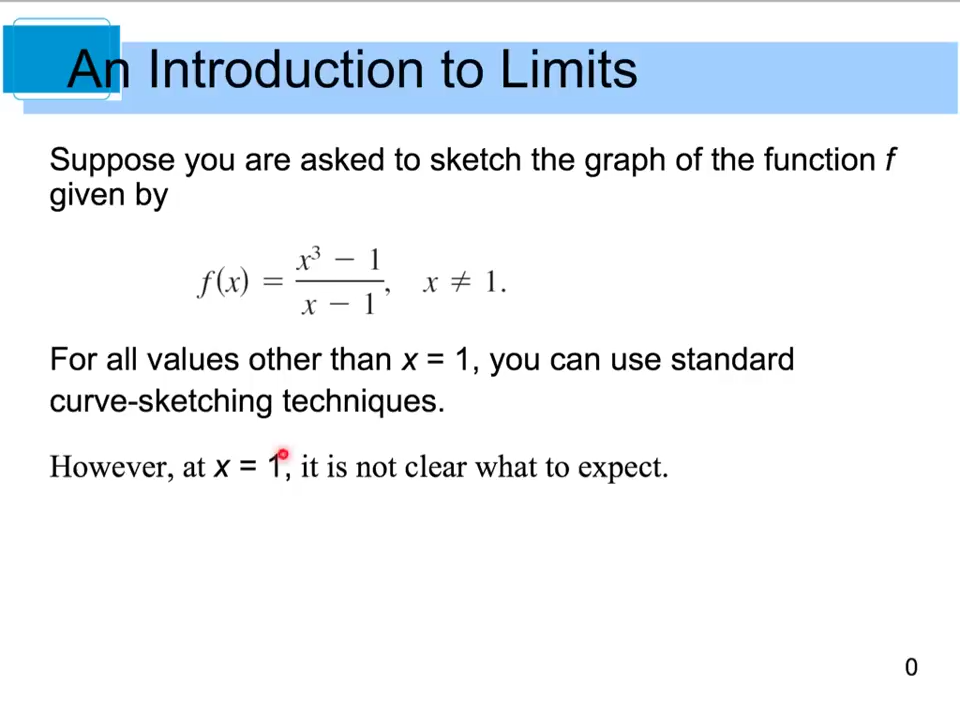 An Introduction to Limits
Suppose you are asked to sketch the graph of the function f
given by
f(x) = \frac{x³ − 1}{x − 1}, x ≠ 1.
For all values other than x = 1, you can use standard
curve-sketching techniques.
However, at x = 1, it is not clear what to expect.
0